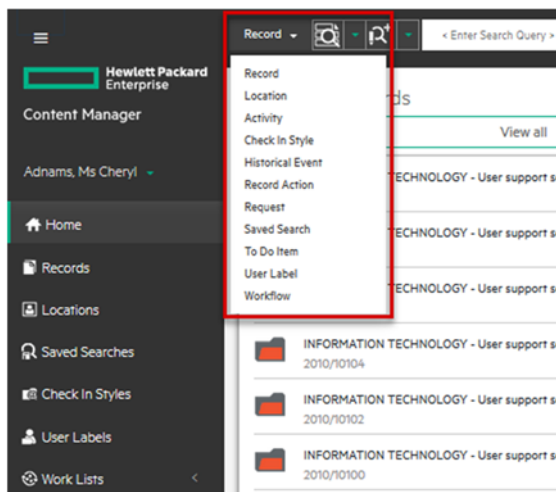 Hewlett Packard
Enterprise
Content Manager
Adnams, Ms Cheryl
Home
Records
Locations
Saved Searches
Check In Styles
User Labels
Work Lists
Record
< Enter Search Query >
Record
Location
Activity
Check In Style
Historical Event
Record Action
Request
Saved Search
To Do Item
User Label
Workflow
ds
View all
TECHNOLOGY - User support s
TECHNOLOGY - User support s
TECHNOLOGY - User support s
INFORMATION TECHNOLOGY - User support s
2010/10104
INFORMATION TECHNOLOGY - User support s
2010/10102
INFORMATION TECHNOLOGY - User support s
2010/10100